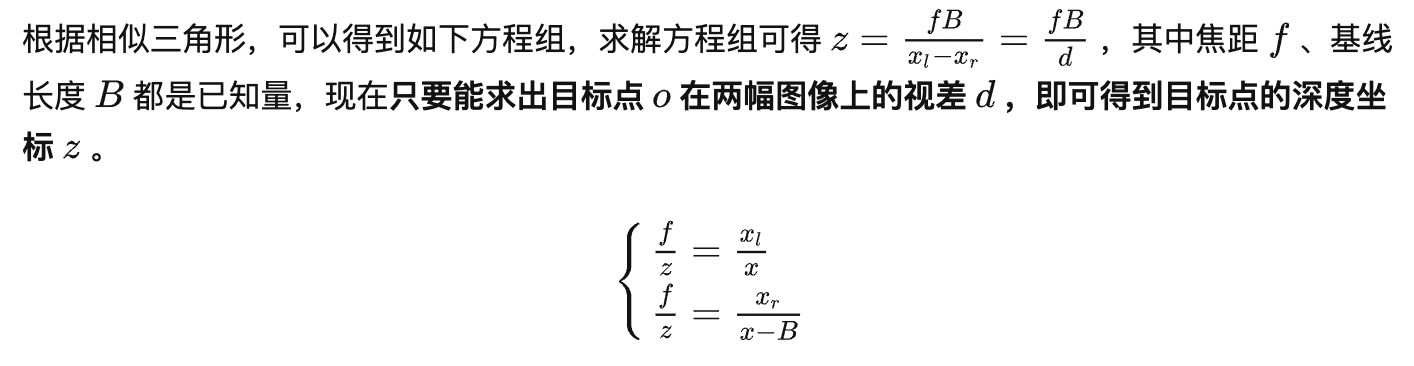 根据相似三角形，可以得到如下方程组，求解方程组可得 $z = \frac{fB}{x_l - x_r} = \frac{fB}{d}$ ，其中焦距 $f$ 、基线
长度 $B$ 都是已知量，现在只要能求出目标点 $o$ 在两幅图像上的视差 $d$ ，即可得到目标点的深度坐
标 $z$ 。
$\begin{cases} \frac{f}{z} = \frac{x_l}{x} \\ \frac{f}{z} = \frac{x_r}{x-B} \end{cases}$